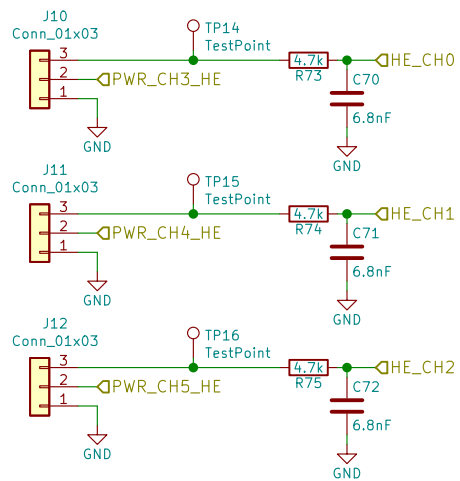 J10
Conn_01x03
3
2
1
PWR_CH3_HE
GND
TP14
TestPoint
4.7k
R73
HE_CH0
C70
6.8nF
GND
J11
Conn_01x03
3
2
1
PWR_CH4_HE
GND
TP15
TestPoint
4.7k
R74
HE_CH1
C71
6.8nF
GND
J12
Conn_01x03
3
2
1
PWR_CH5_HE
GND
TP16
TestPoint
4.7k
R75
HE_CH2
C72
6.8nF
GND